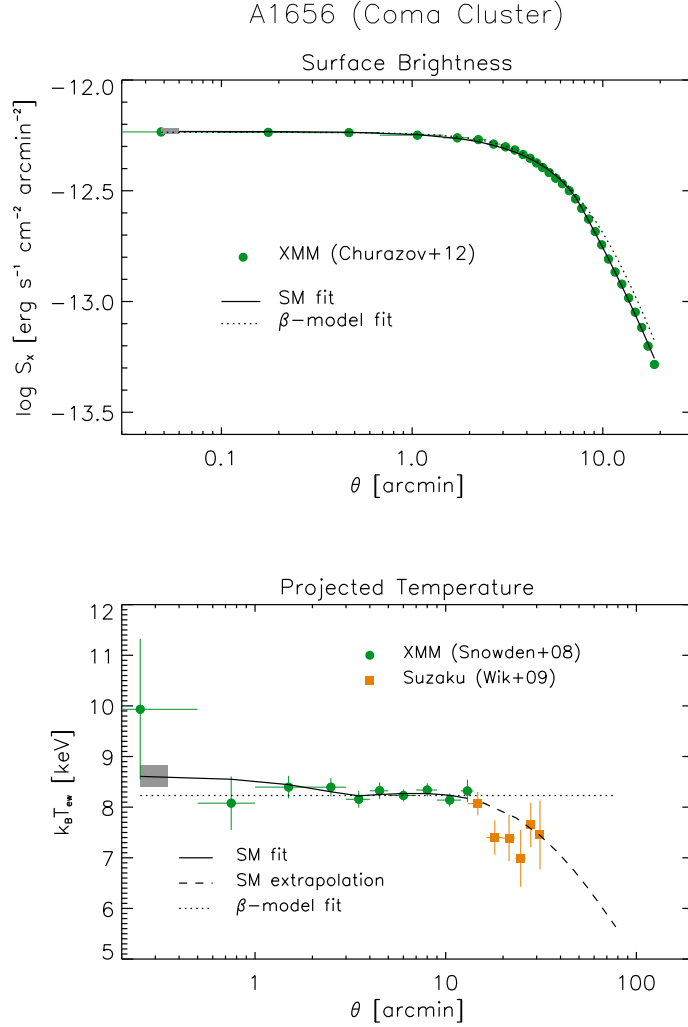 A1656 (Coma Cluster)
Surface Brightness
−12.0
−12.5
−13.0
−13.5
log Sx [erg s⁻¹ cm⁻² arcmin⁻²]
XMM (Churazov+12)
SM fit
β−model fit
0.1 1.0 10.0
θ [arcmin]
Projected Temperature
12
11
10
9
8
7
6
5
kBTew [keV]
XMM (Snowden+08)
Suzaku (Wik+09)
SM fit
SM extrapolation
β−model fit
1 10 100
θ [arcmin]